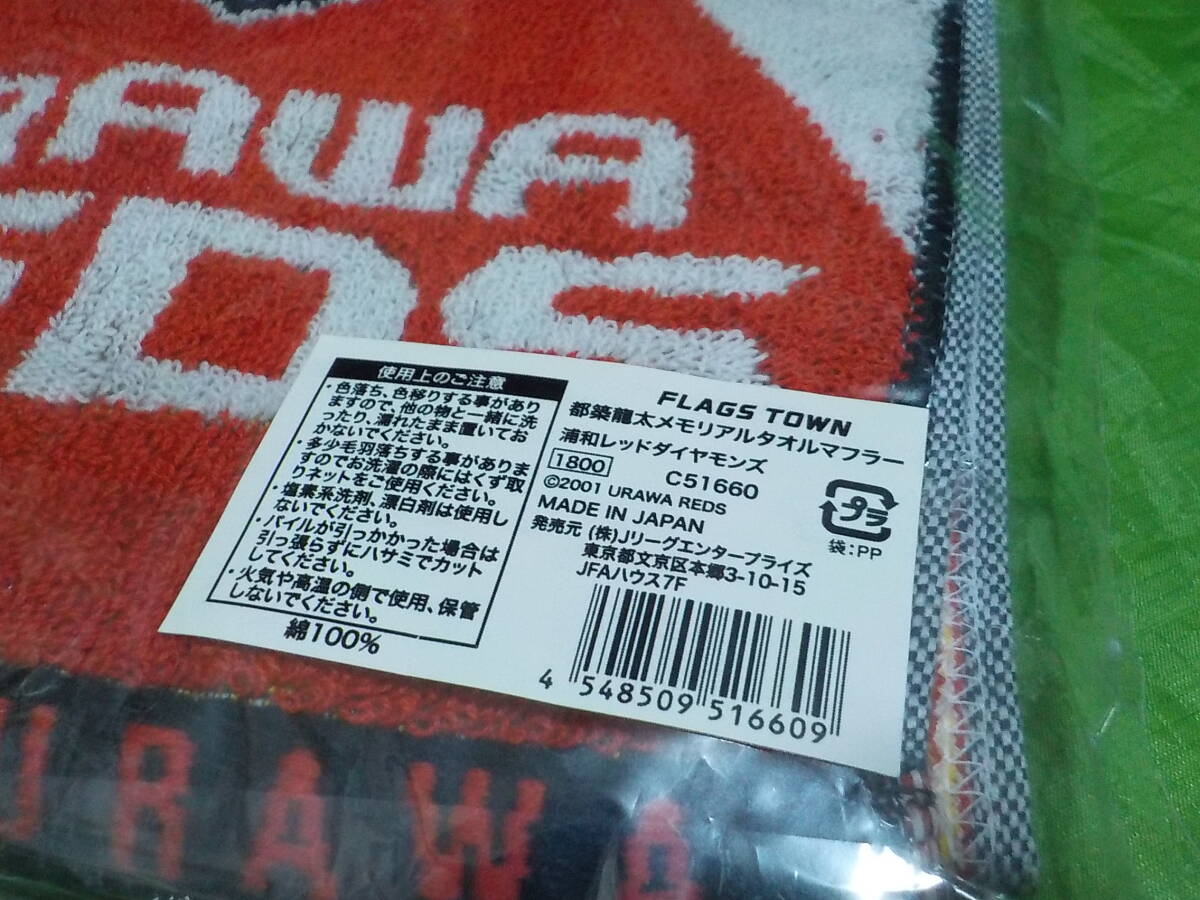 AWA
使用上のご注意
・色落ち、色移りする事があり
ますので、他の物と一緒に洗
ったり、濡れたまま置いてお
かないでください。
・多少毛羽落ちする事がありま
すのでお洗濯の際にはくず取
りネットをご使用ください。
・塩素系洗剤、漂白剤は使用し
ないでください。
・パイルが引っかかった場合は
引っ張らずにハサミでカット
してください。
・火気や高温の側で使用、保管
しないでください。
綿100%
FLAGS TOWN
都築龍太メモリアルタオルマフラー
浦和レッドダイヤモンズ
1800 C51660
©2001 URAWA REDS
MADE IN JAPAN
発売元 (株)Jリーグエンタープライズ
東京都文京区本郷3-10-15
JFAハウス7F
プラ
袋:PP
4 548509 516609
URAWA